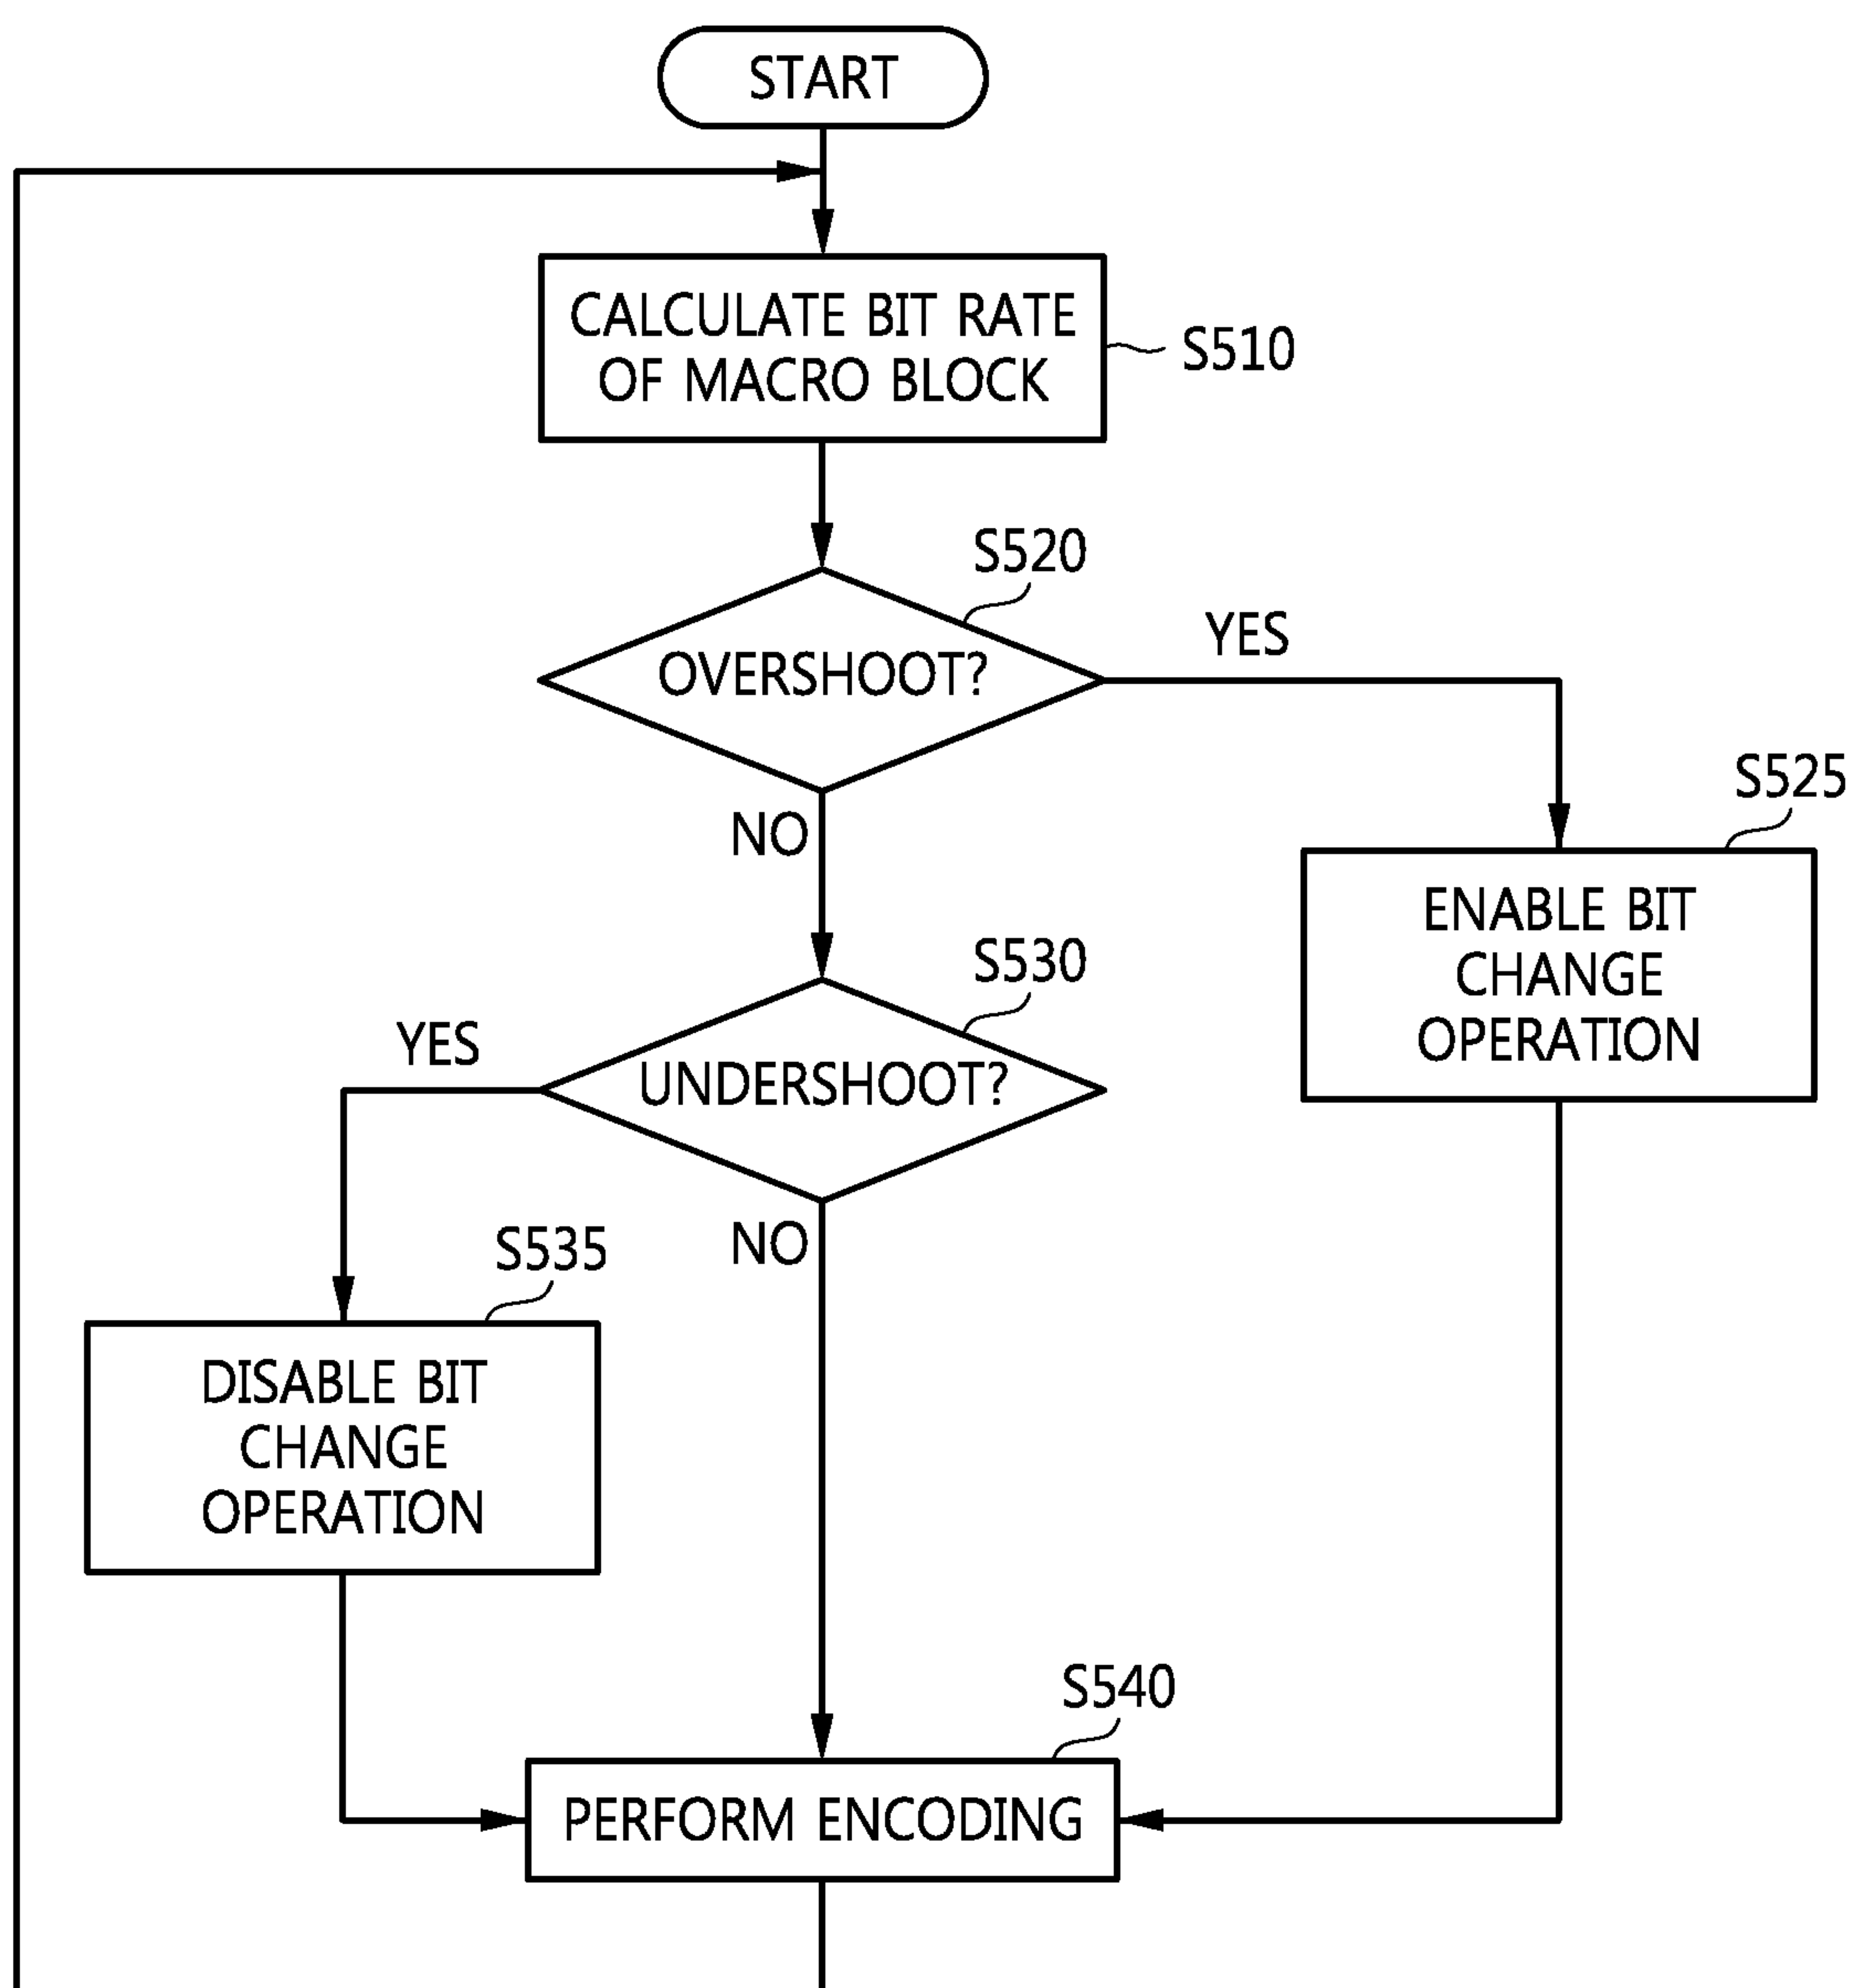 START
CALCULATE BIT RATE
OF MACRO BLOCK
S510
S520
OVERSHOOT?
YES
NO
S525
ENABLE BIT
CHANGE
OPERATION
S530
UNDERSHOOT?
YES
NO
S535
DISABLE BIT
CHANGE
OPERATION
S540
PERFORM ENCODING